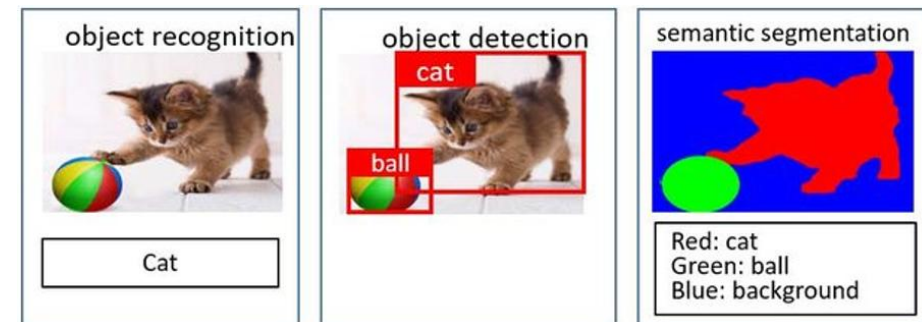 object recognition
Cat
object detection
cat
ball
semantic segmentation
Red: cat
Green: ball
Blue: background